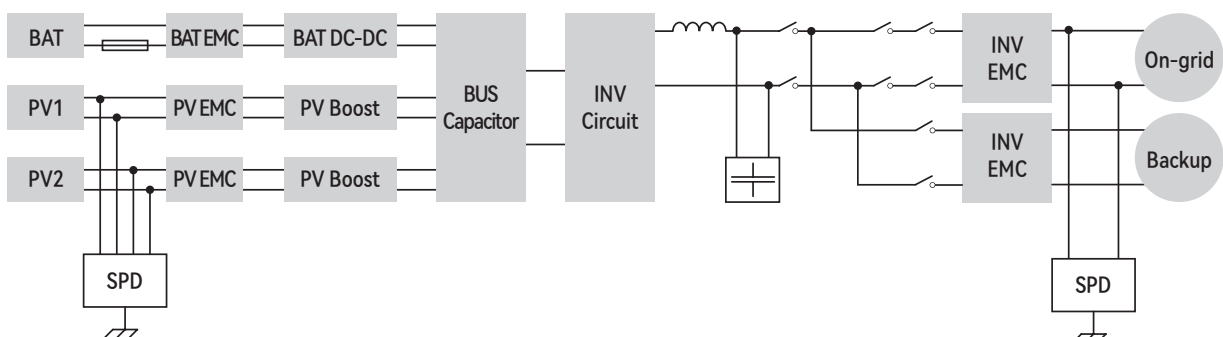 BAT
BAT EMC
BAT DC-DC
PV1
PV EMC
PV Boost
PV2
PV EMC
PV Boost
BUS
Capacitor
INV
Circuit
INV
EMC
On-grid
INV
EMC
Backup
SPD
SPD